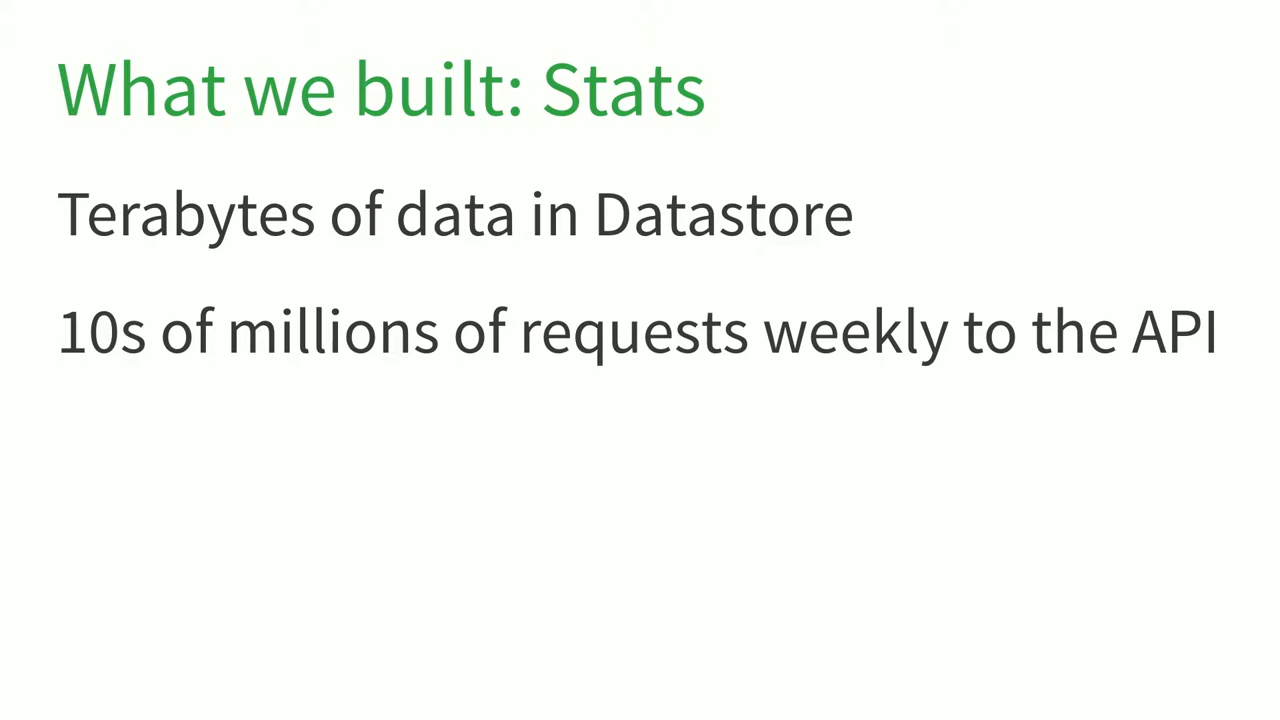 What we built: Stats
Terabytes of data in Datastore
10s of millions of requests weekly to the API